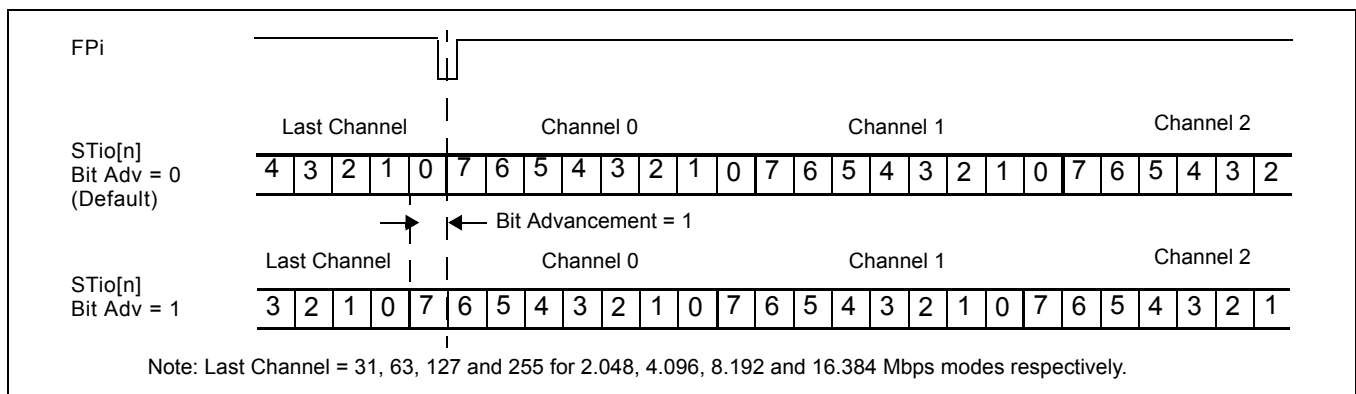 FPi
Last Channel Channel 0 Channel 1 Channel 2
STio[n]
Bit Adv = 0
(Default)
4 3 2 1 0 7 6 5 4 3 2 1 0 7 6 5 4 3 2 1 0 7 6 5 4 3 2
Bit Advancement = 1
Last Channel Channel 0 Channel 1 Channel 2
STio[n]
Bit Adv = 1
3 2 1 0 7 6 5 4 3 2 1 0 7 6 5 4 3 2 1 0 7 6 5 4 3 2 1
Note: Last Channel = 31, 63, 127 and 255 for 2.048, 4.096, 8.192 and 16.384 Mbps modes respectively.